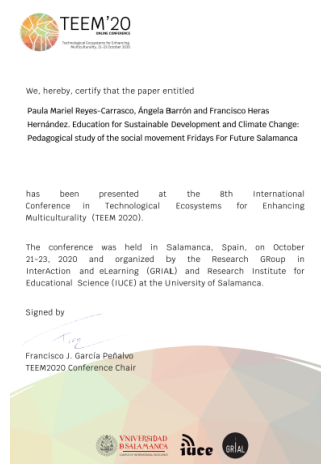 TEEM'20
ONLINE CONFERENCE
Technological Ecosystems for Enhancing
Multiculturality, 21-23 October 2020
We, hereby, certify that the paper entitled
Paula Mariel Reyes-Carrasco, Ángela Barrón and Francisco Heras
Hernández. Education for Sustainable Development and Climate Change:
Pedagogical study of the social movement Fridays For Future Salamanca
has been presented at the 8th International
Conference in Technological Ecosystems for Enhancing
Multiculturality (TEEM 2020).
The conference was held in Salamanca, Spain, on October
21-23, 2020 and organized by the Research GRoup in
InterAction and eLearning (GRIAL) and Research Institute for
Educational Science (IUCE) at the University of Salamanca.
Signed by
Francisco J. García Peñalvo
TEEM2020 Conference Chair
VNIVERSIDAD
D SALAMANCA
iuce
GRIAL